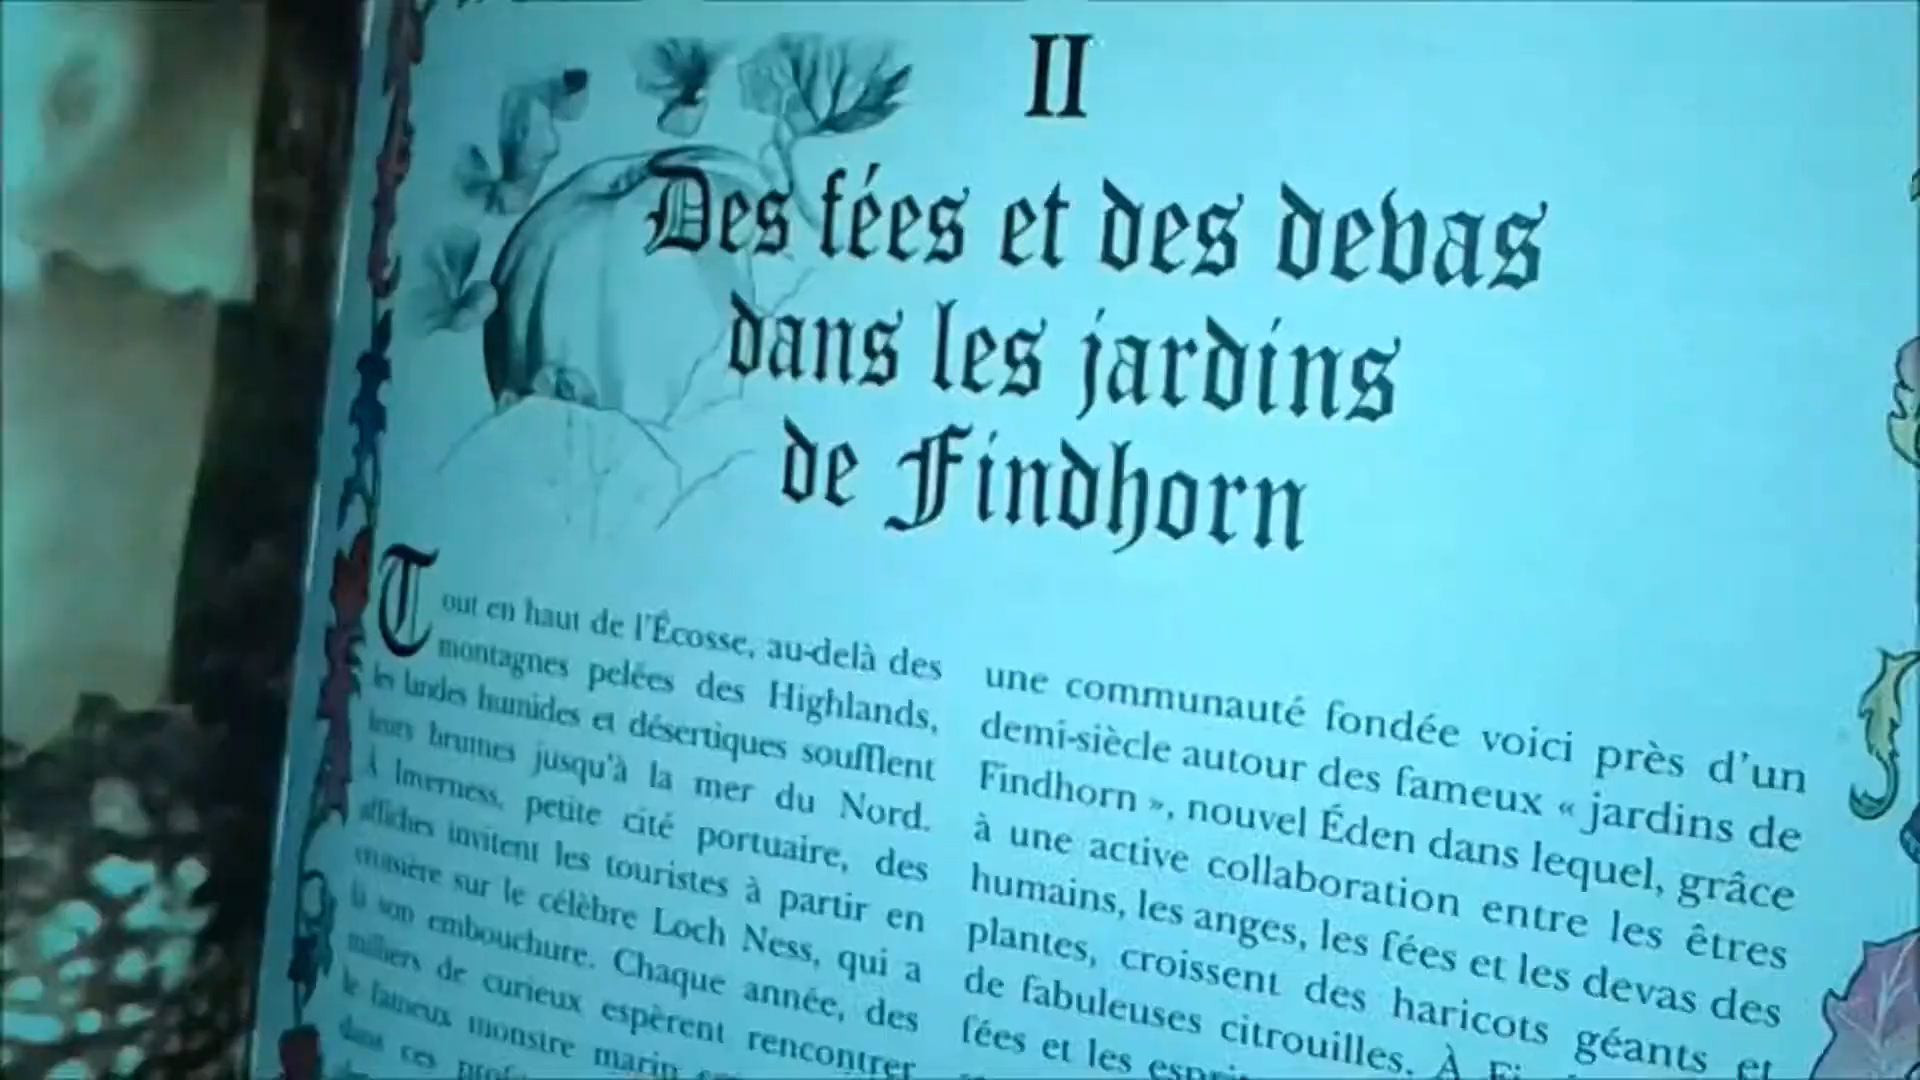 II
Des fées et des devas
dans les jardins
de Findhorn
Tout en haut de l'Écosse, au-delà des
montagnes pelées des Highlands,
les landes humides et désertiques soufflent
leurs brumes jusqu'à la mer du Nord.
À Inverness, petite cité portuaire, des
affiches invitent les touristes à partir en
croisière sur le célèbre Loch Ness, qui a
là son embouchure. Chaque année, des
milliers de curieux espèrent rencontrer
le fameux monstre marin
dans ces
une communauté fondée voici près d'un
demi-siècle autour des fameux « jardins de
Findhorn », nouvel Éden dans lequel, grâce
à une active collaboration entre les êtres
humains, les anges, les fées et les devas des
plantes, croissent des haricots géants et
de fabuleuses citrouilles. À
fées et les